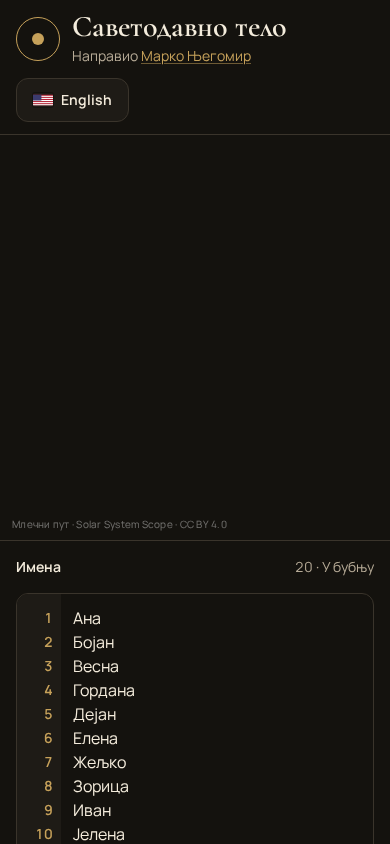 Саветодавно тело
Направио Марко Његомир
English
Млечни пут · Solar System Scope · CC BY 4.0
Имена
20 · У бубњу
1 Ана
2 Бојан
3 Весна
4 Гордана
5 Дејан
6 Елена
7 Жељко
8 Зорица
9 Иван
10 Јелена